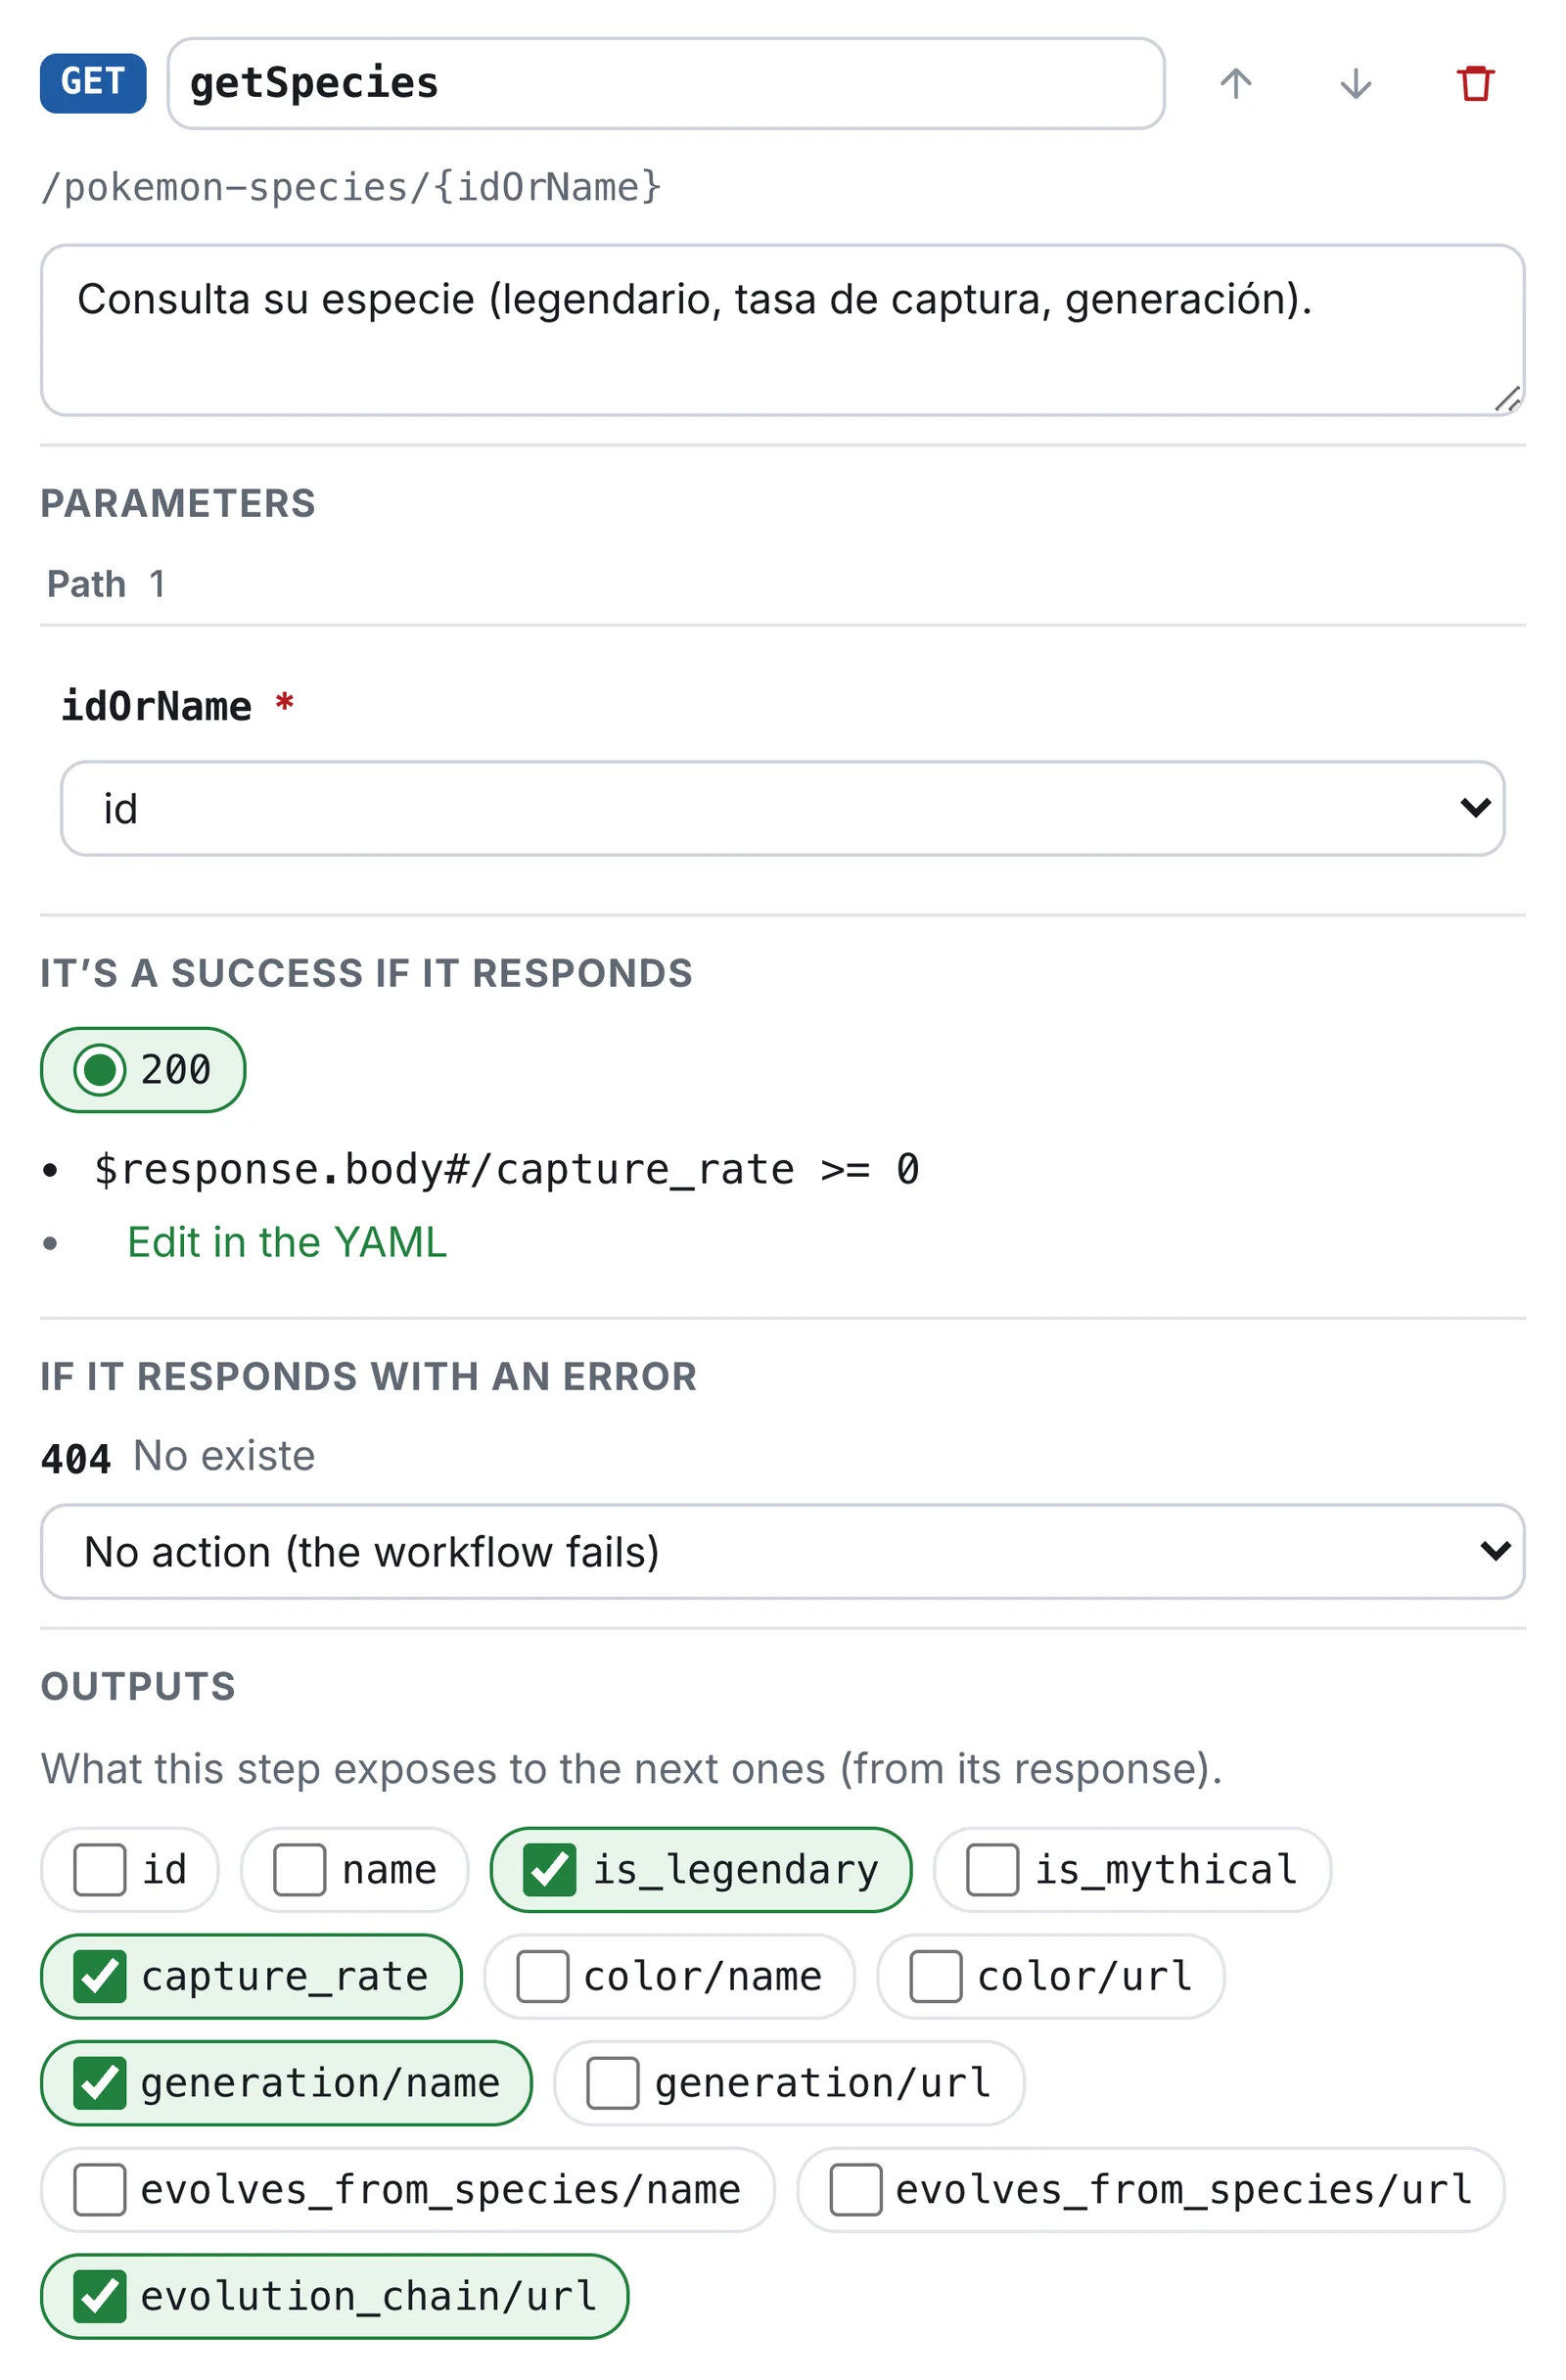 GET getSpecies
/pokemon-species/{idOrName}
Consulta su especie (legendario, tasa de captura, generación).
PARAMETERS
Path 1
idOrName *
id
IT’S A SUCCESS IF IT RESPONDS
200
• $response.body#/capture_rate >= 0
• Edit in the YAML
IF IT RESPONDS WITH AN ERROR
404 No existe
No action (the workflow fails)
OUTPUTS
What this step exposes to the next ones (from its response).
id name is_legendary is_mythical
capture_rate color/name color/url
generation/name generation/url
evolves_from_species/name evolves_from_species/url
evolution_chain/url